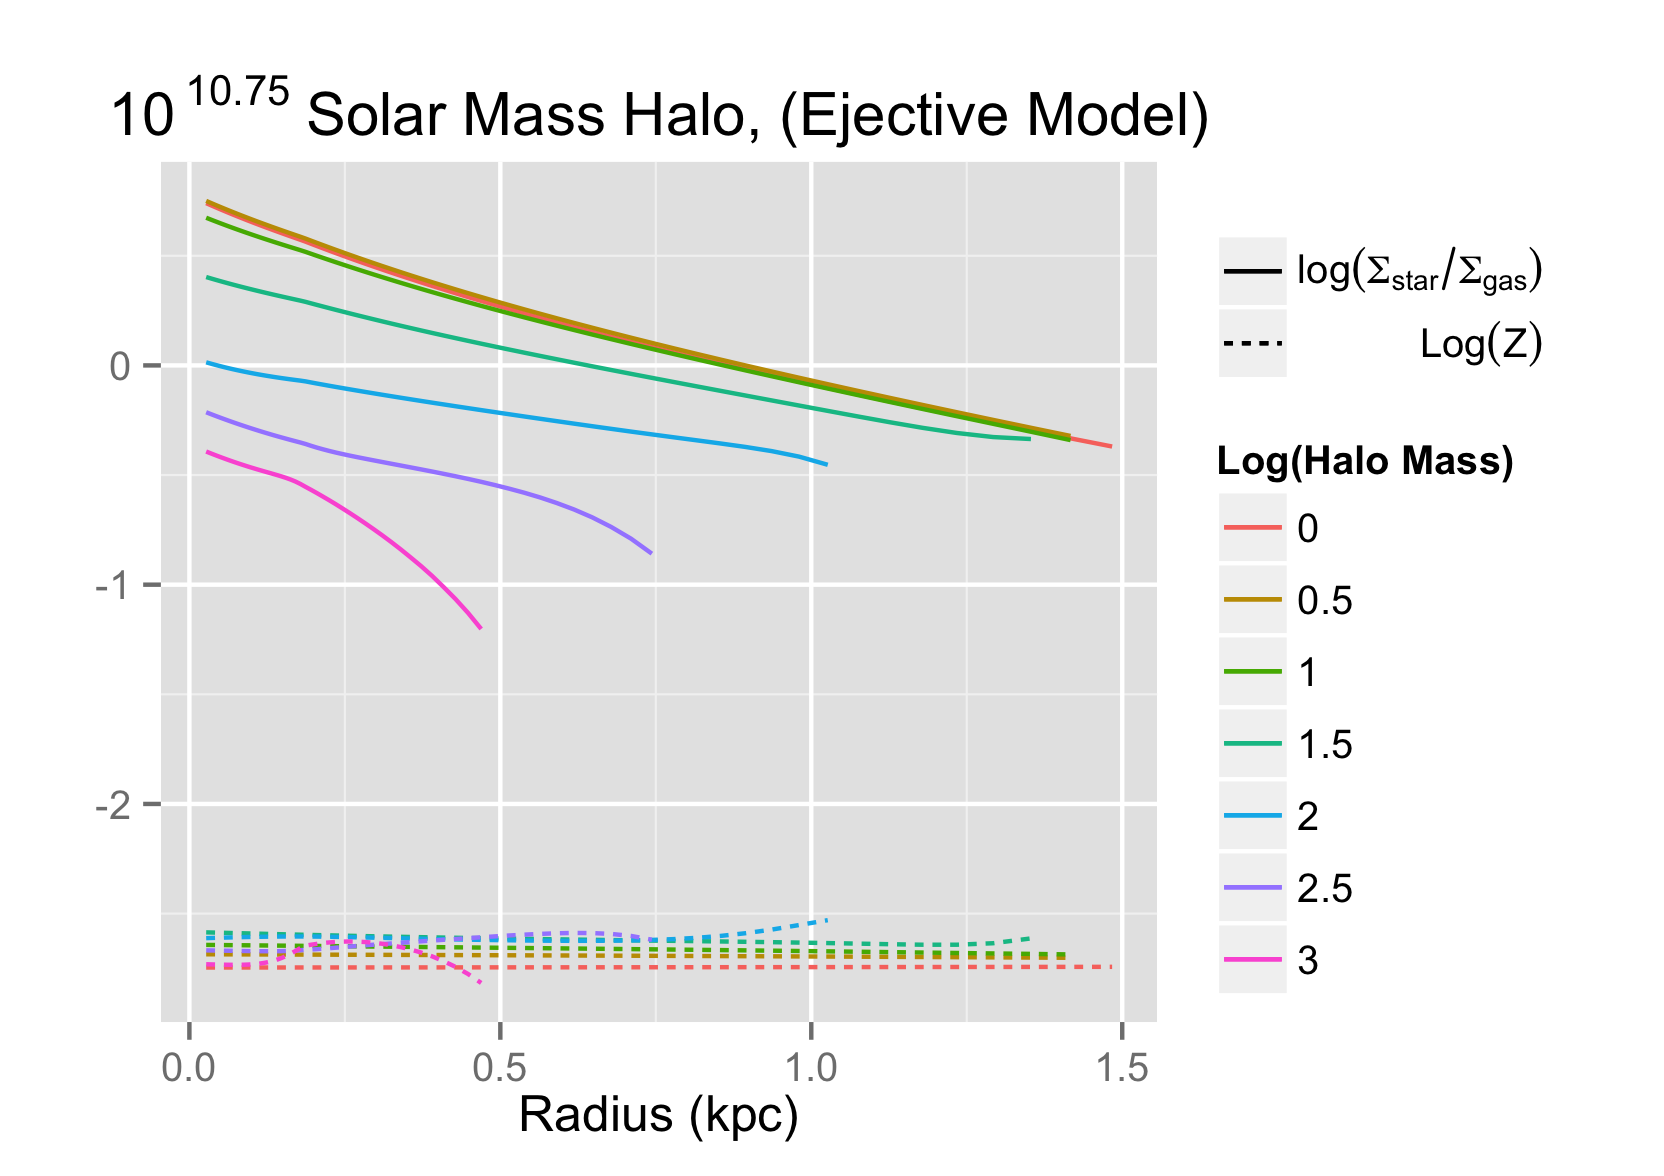 10^10.75 Solar Mass Halo, (Ejective Model)
0
-1
-2
0.0 0.5 1.0 1.5
Radius (kpc)
log(Σstar/Σgas)
Log(Z)
Log(Halo Mass)
0
0.5
1
1.5
2
2.5
3